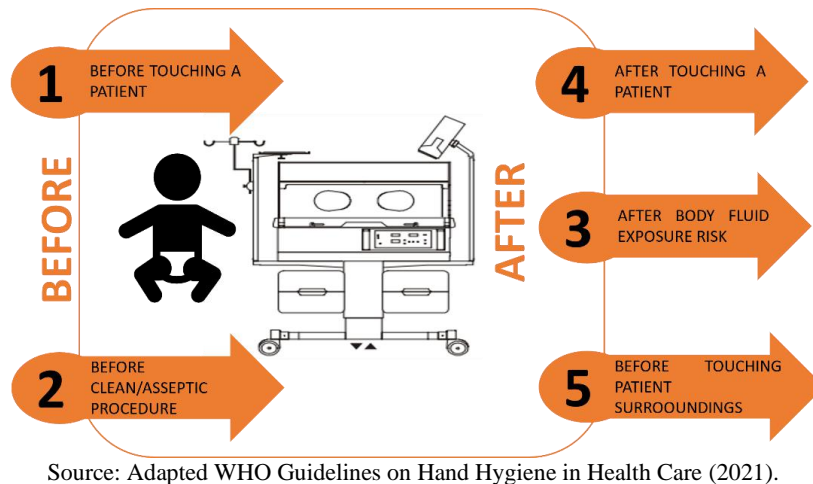 1
BEFORE TOUCHING A
PATIENT
BEFORE
2
BEFORE
CLEAN/ASSEPTIC
PROCEDURE
AFTER
4
AFTER TOUCHING A
PATIENT
3
AFTER BODY FLUID
EXPOSURE RISK
5
BEFORE TOUCHING
PATIENT
SURROOUNDINGS
Source: Adapted WHO Guidelines on Hand Hygiene in Health Care (2021).